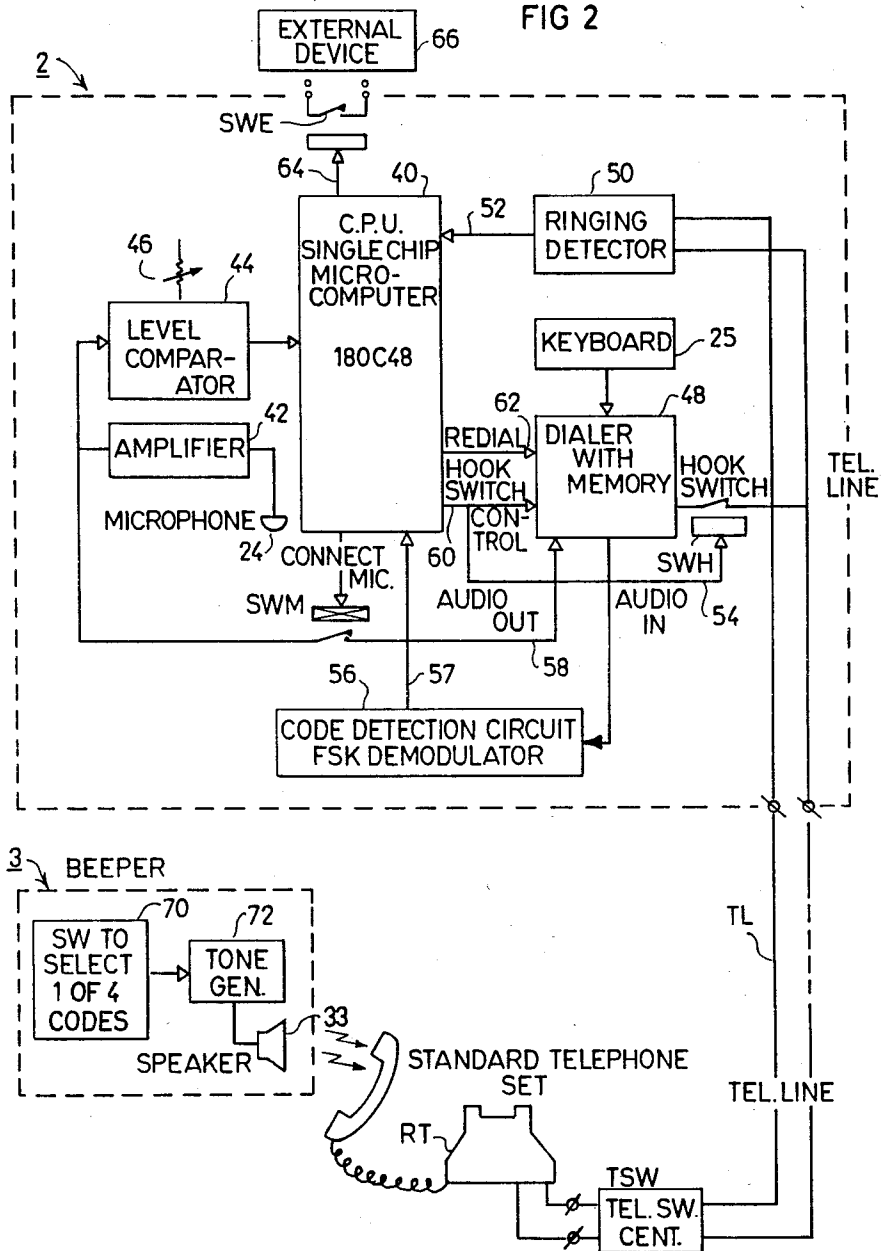 FIG 2
EXTERNAL
DEVICE
66
2
SWE
64
40
50
52
C.P.U.
SINGLE CHIP
MICRO-
COMPUTER
180C48
RINGING
DETECTOR
46
44
LEVEL
COMPAR-
ATOR
KEYBOARD
25
42
AMPLIFIER
62
48
REDIAL
DIALER
WITH
MEMORY
HOOK
SWITCH
CON-
TROL
60
HOOK
SWITCH
TEL.
LINE
MICROPHONE
24
CONNECT
MIC.
SWM
SWH
54
AUDIO
OUT
AUDIO
IN
58
56
57
CODE DETECTION CIRCUIT
FSK DEMODULATOR
3
BEEPER
70
SW TO
SELECT
1 OF 4
CODES
72
TONE
GEN.
33
SPEAKER
TL
STANDARD TELEPHONE
SET
RT
TEL. LINE
TSW
TEL. SW.
CENT.